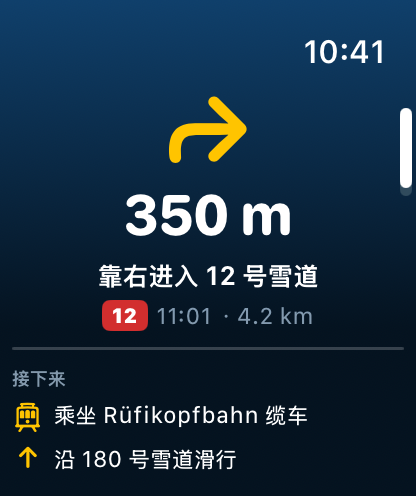 10:41
350 m
靠右进入 12 号雪道
12 11:01 · 4.2 km
接下来
乘坐 Rüfikopfbahn 缆车
沿 180 号雪道滑行